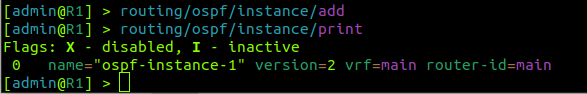 [admin@R1] > routing/ospf/instance/add
[admin@R1] > routing/ospf/instance/print
Flags: X - disabled, I - inactive
 0   name="ospf-instance-1" version=2 vrf=main router-id=main
[admin@R1] >